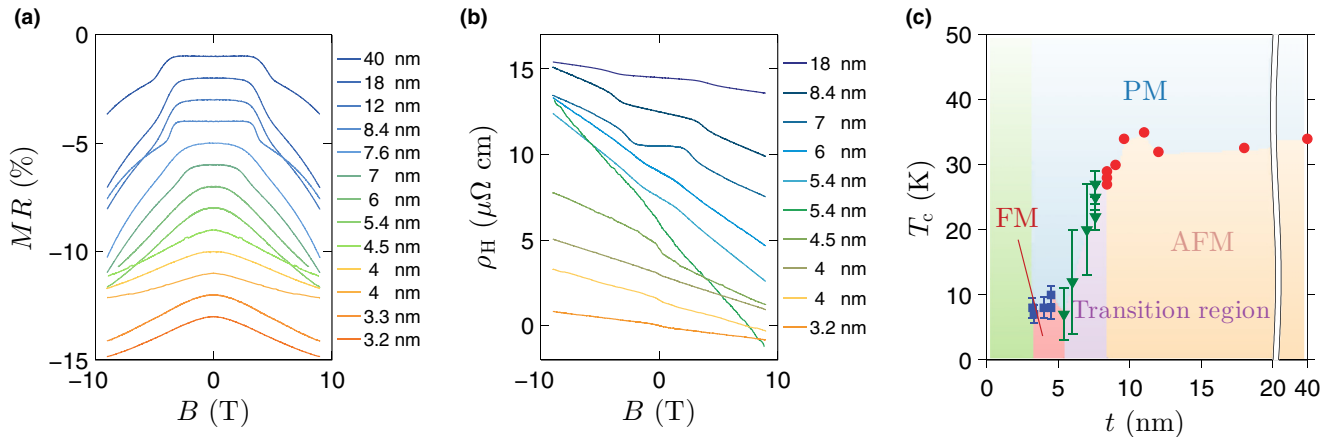 (a)
0
−5
−10
−15
MR (%)
−10
0
10
B (T)
40 nm
18 nm
12 nm
8.4 nm
7.6 nm
7 nm
6 nm
5.4 nm
4.5 nm
4 nm
4 nm
3.3 nm
3.2 nm
(b)
15
10
5
0
ρH (μΩ cm)
−10
0
10
B (T)
18 nm
8.4 nm
7 nm
6 nm
5.4 nm
5.4 nm
4.5 nm
4 nm
4 nm
3.2 nm
(c)
50
40
30
20
10
0
Tc (K)
PM
FM
AFM
Transition region
0
5
10
15
20
40
t (nm)